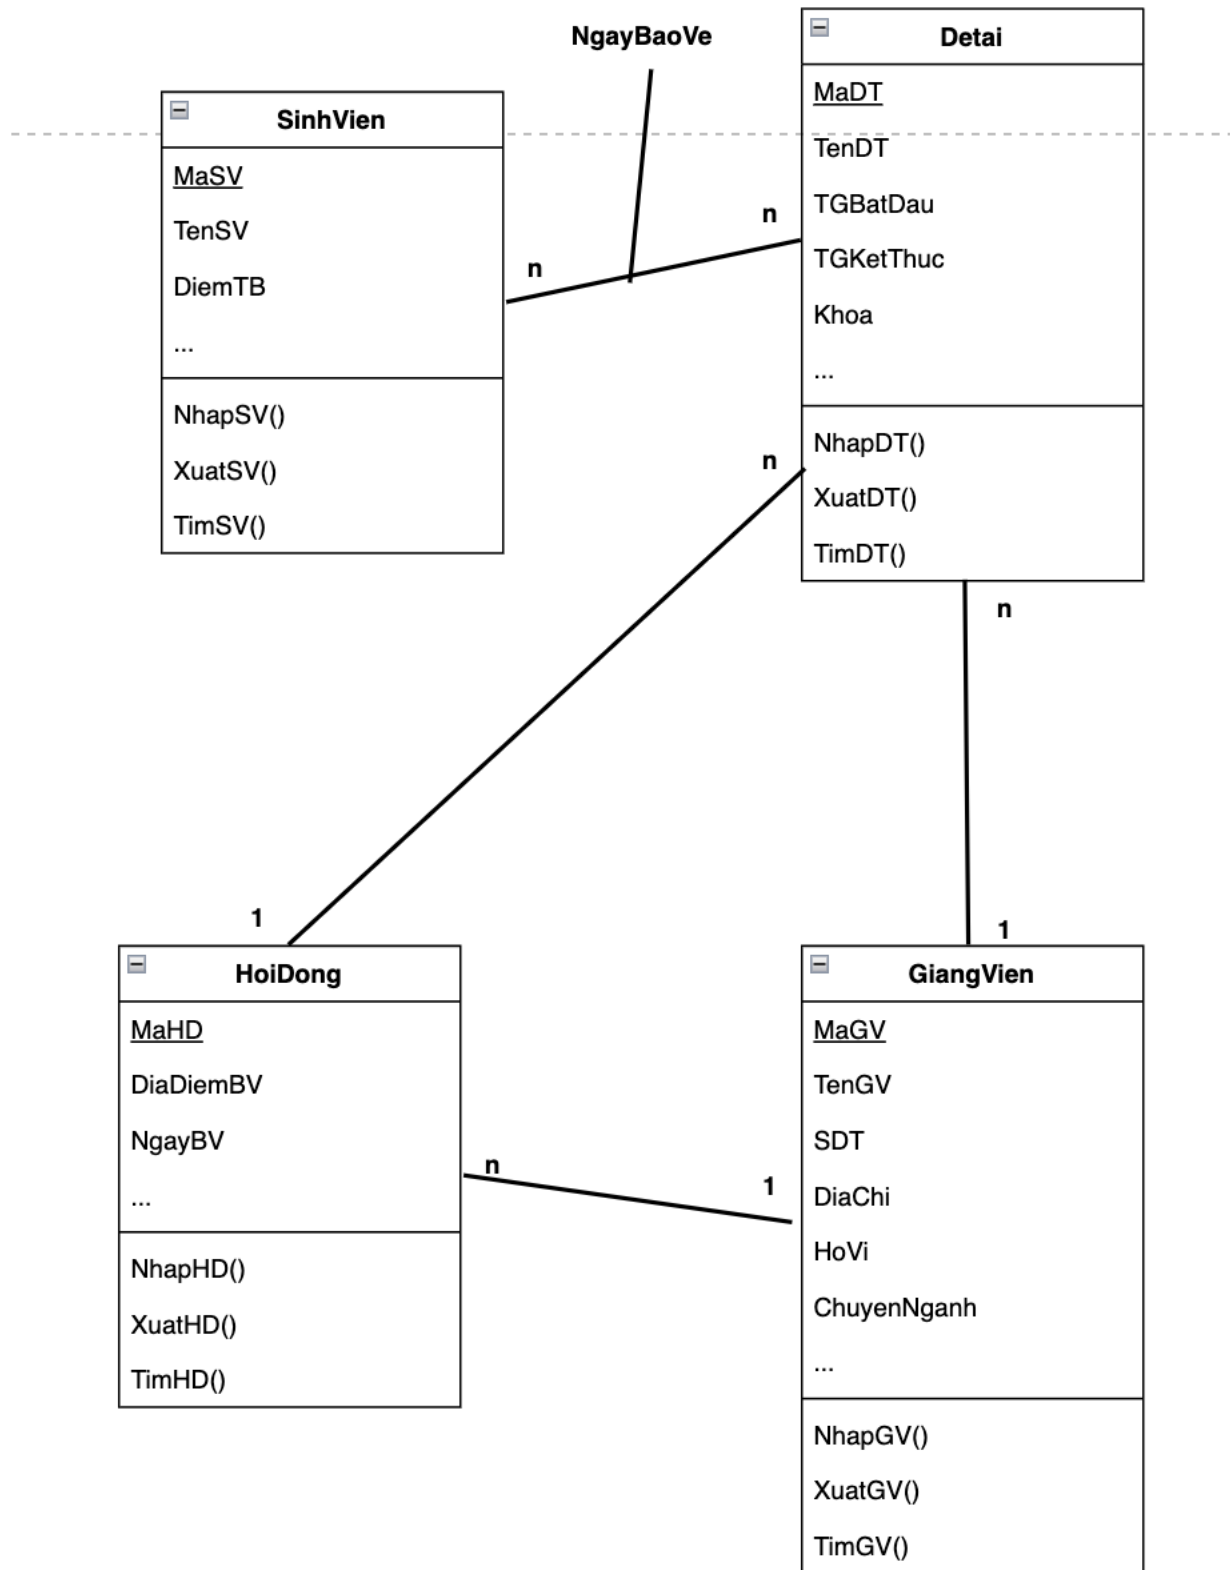 NgayBaoVe
SinhVien
MaSV
TenSV
DiemTB
...
NhapSV()
XuatSV()
TimSV()
n
n
Detai
MaDT
TenDT
TGBatDau
TGKetThuc
Khoa
...
NhapDT()
XuatDT()
TimDT()
n
n
1
1
HoiDong
MaHD
DiaDiemBV
NgayBV
...
NhapHD()
XuatHD()
TimHD()
n
1
GiangVien
MaGV
TenGV
SDT
DiaChi
HoVi
ChuyenNganh
...
NhapGV()
XuatGV()
TimGV()